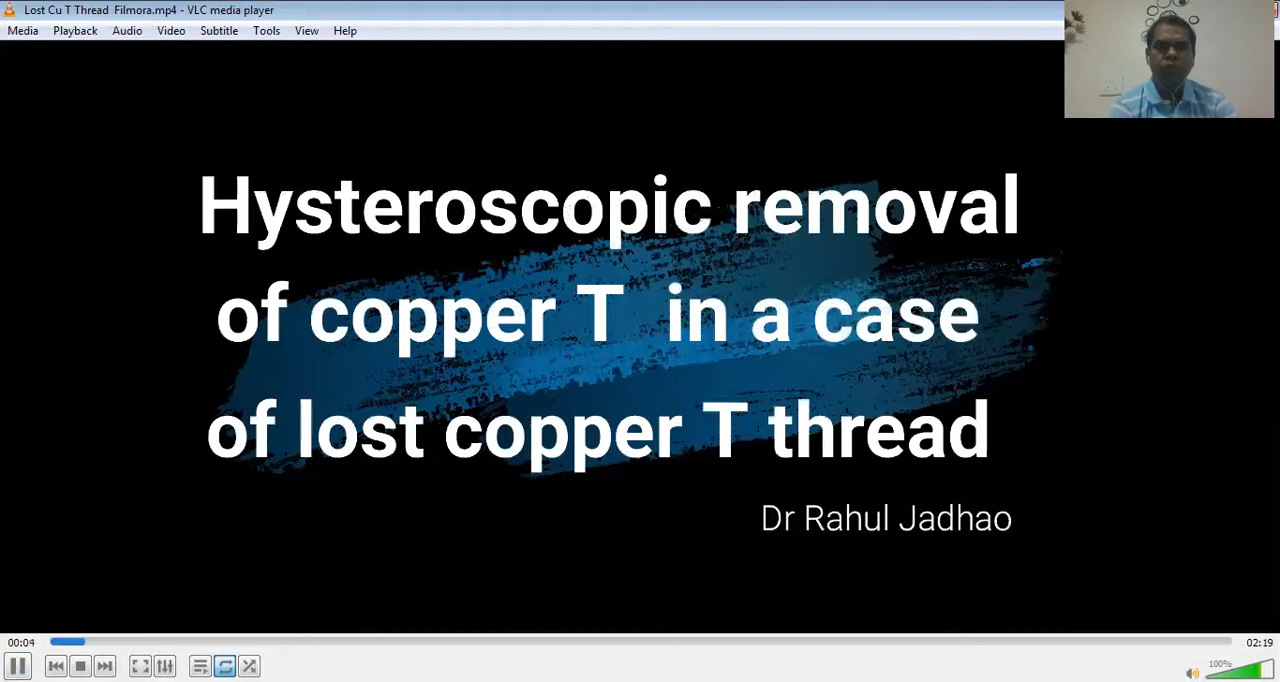 Lost Cu T Thread Filmora.mp4 - VLC media player
Media Playback Audio Video Subtitle Tools View Help
Hysteroscopic removal
of copper T in a case
of lost copper T thread
Dr Rahul Jadhao
00:04
02:19
100%